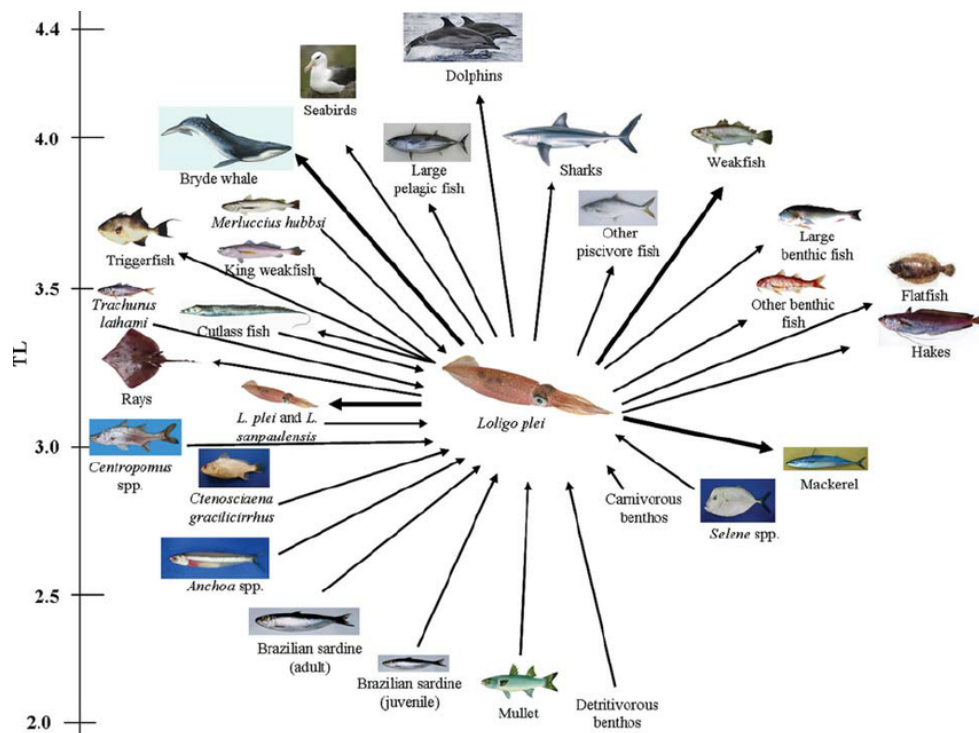 4.4
Dolphins
Seabirds
4.0
Large
pelagic fish
Sharks
Weakfish
Bryde whale
Merluccius hubbsi
Other
piscivore fish
Large
benthic fish
Triggerfish
King weakfish
3.5
Flatfish
Trachurus
lathami
Cutlass fish
Other benthic
fish
Hakes
TL
Rays
L. plei and L.
sanpaulensis
Loligo plei
3.0
Centropomus
spp.
Mackerel
Ctenosciaena
gracilicirrhus
Carnivorous
benthos
Selene spp.
Anchoa spp.
2.5
Brazilian sardine
(adult)
Brazilian sardine
(juvenile)
Mullet
Detritivorous
benthos
2.0